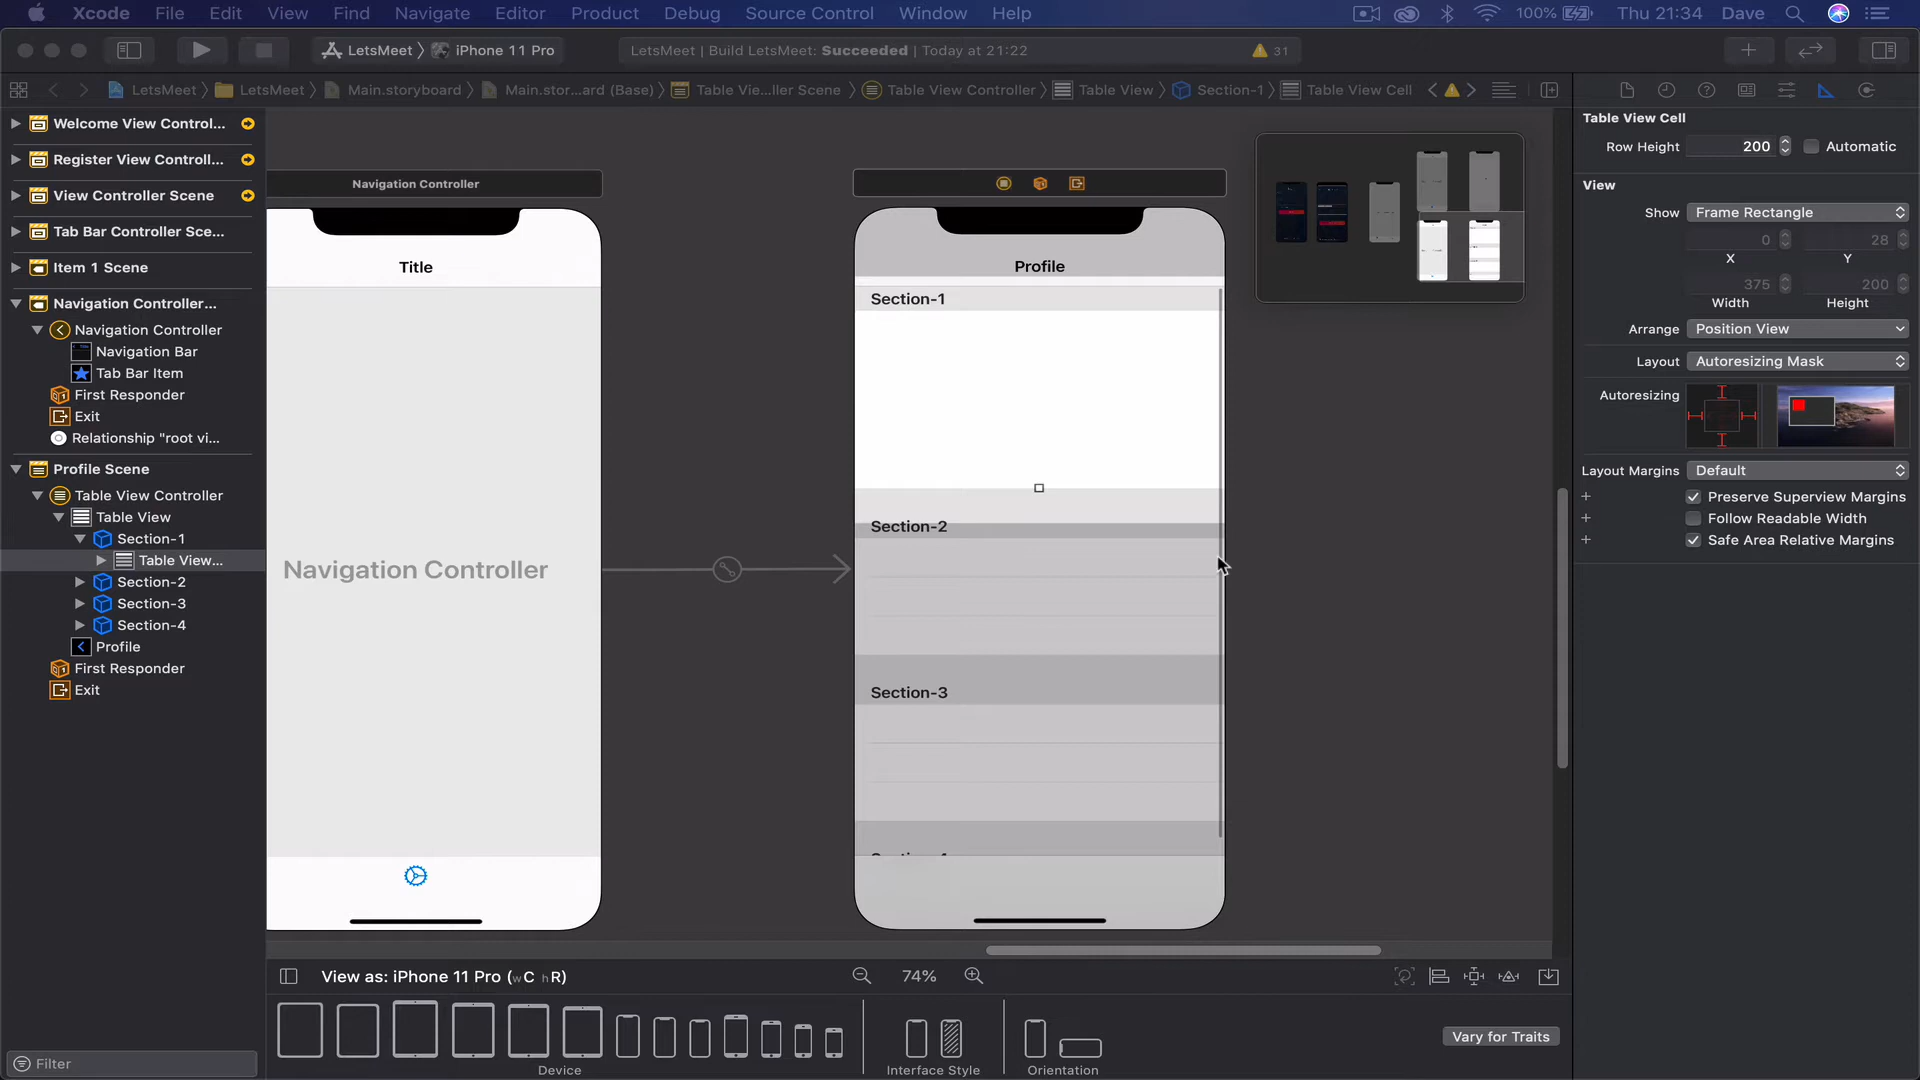 Xcode File Edit View Find Navigate Editor Product Debug Source Control Window Help 100% Thu 21:34 Dave
LetsMeet iPhone 11 Pro LetsMeet | Build LetsMeet: Succeeded | Today at 21:22 31
LetsMeet LetsMeet Main.storyboard Main.stor...ard (Base) Table Vie...ller Scene Table View Controller Table View Section-1 Table View Cell
Welcome View Control...
Register View Controll...
View Controller Scene
Tab Bar Controller Sce...
Item 1 Scene
Navigation Controller...
Navigation Controller
Navigation Bar
Tab Bar Item
First Responder
Exit
Relationship "root vi...
Profile Scene
Table View Controller
Table View
Section-1
Table View...
Section-2
Section-3
Section-4
Profile
First Responder
Exit
Filter
Navigation Controller
Title
Navigation Controller
Profile
Section-1
Section-2
Section-3
View as: iPhone 11 Pro (wC hR) 74%
Device Interface Style Orientation
Vary for Traits
Table View Cell
Row Height 200 Automatic
View
Show Frame Rectangle
0 28
X Y
375 200
Width Height
Arrange Position View
Layout Autoresizing Mask
Autoresizing
Layout Margins Default
Preserve Superview Margins
Follow Readable Width
Safe Area Relative Margins